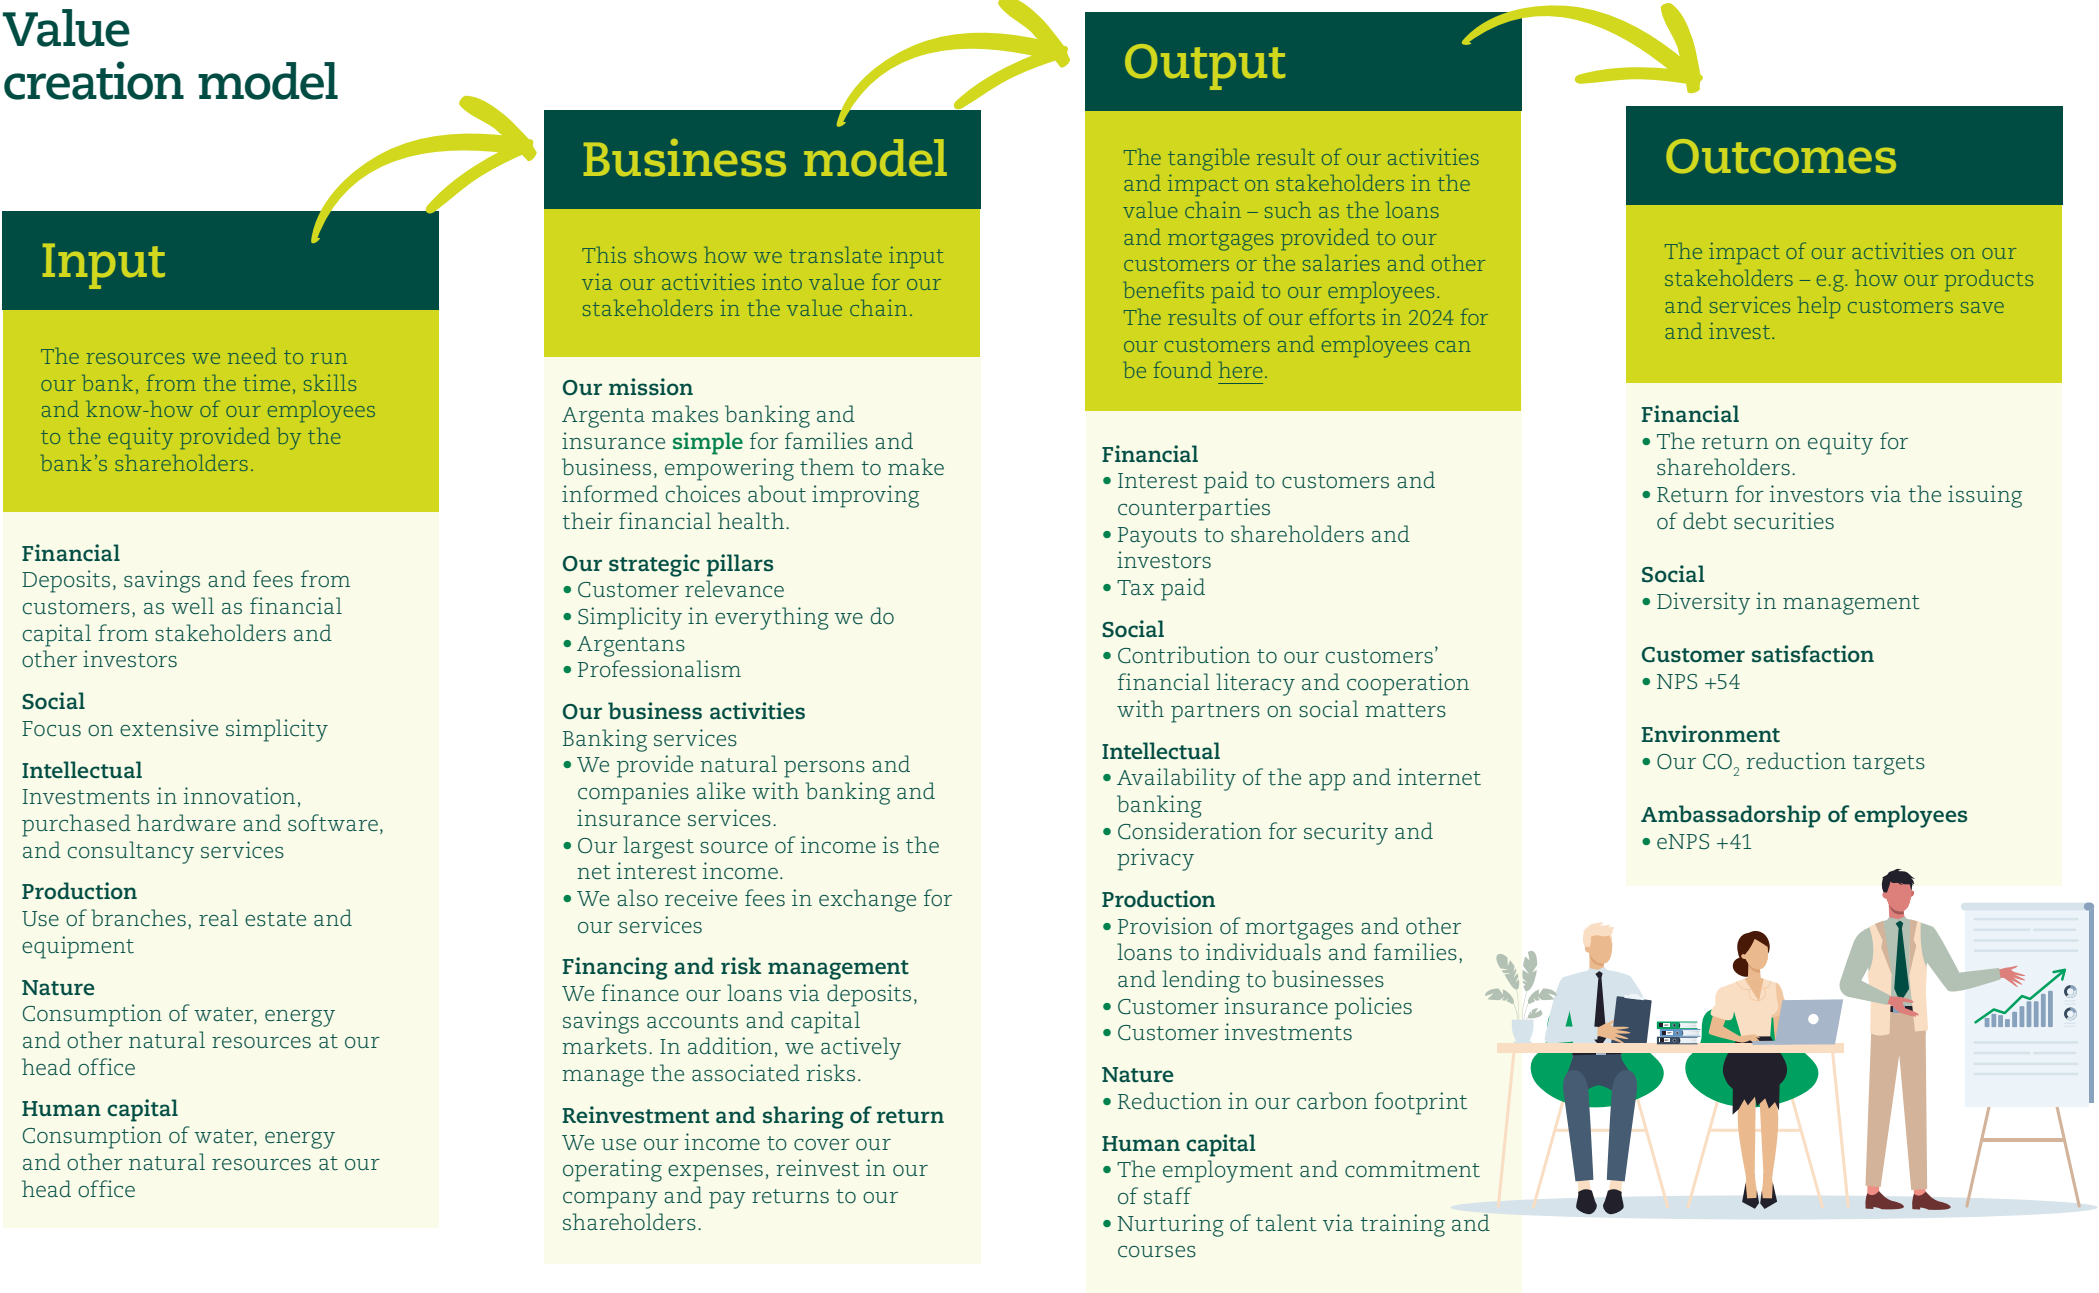 Value
creation model
Input
The resources we need to run
our bank, from the time, skills
and know-how of our employees
to the equity provided by the
bank's shareholders.
Financial
Deposits, savings and fees from
customers, as well as financial
capital from stakeholders and
other investors
Social
Focus on extensive simplicity
Intellectual
Investments in innovation,
purchased hardware and software,
and consultancy services
Production
Use of branches, real estate and
equipment
Nature
Consumption of water, energy
and other natural resources at our
head office
Human capital
Consumption of water, energy
and other natural resources at our
head office
Business model
This shows how we translate input
via our activities into value for our
stakeholders in the value chain.
Our mission
Argenta makes banking and
insurance simple for families and
business, empowering them to make
informed choices about improving
their financial health.
Our strategic pillars
• Customer relevance
• Simplicity in everything we do
• Argentans
• Professionalism
Our business activities
Banking services
• We provide natural persons and
companies alike with banking and
insurance services.
• Our largest source of income is the
net interest income.
• We also receive fees in exchange for
our services
Financing and risk management
We finance our loans via deposits,
savings accounts and capital
markets. In addition, we actively
manage the associated risks.
Reinvestment and sharing of return
We use our income to cover our
operating expenses, reinvest in our
company and pay returns to our
shareholders.
Output
The tangible result of our activities
and impact on stakeholders in the
value chain – such as the loans
and mortgages provided to our
customers or the salaries and other
benefits paid to our employees.
The results of our efforts in 2024 for
our customers and employees can
be found here.
Financial
• Interest paid to customers and
counterparties
• Payouts to shareholders and
investors
• Tax paid
Social
• Contribution to our customers'
financial literacy and cooperation
with partners on social matters
Intellectual
• Availability of the app and internet
banking
• Consideration for security and
privacy
Production
• Provision of mortgages and other
loans to individuals and families,
and lending to businesses
• Customer insurance policies
• Customer investments
Nature
• Reduction in our carbon footprint
Human capital
• The employment and commitment
of staff
• Nurturing of talent via training and
courses
Outcomes
The impact of our activities on our
stakeholders – e.g. how our products
and services help customers save
and invest.
Financial
• The return on equity for
shareholders.
• Return for investors via the issuing
of debt securities
Social
• Diversity in management
Customer satisfaction
• NPS +54
Environment
• Our CO₂ reduction targets
Ambassadorship of employees
• eNPS +41